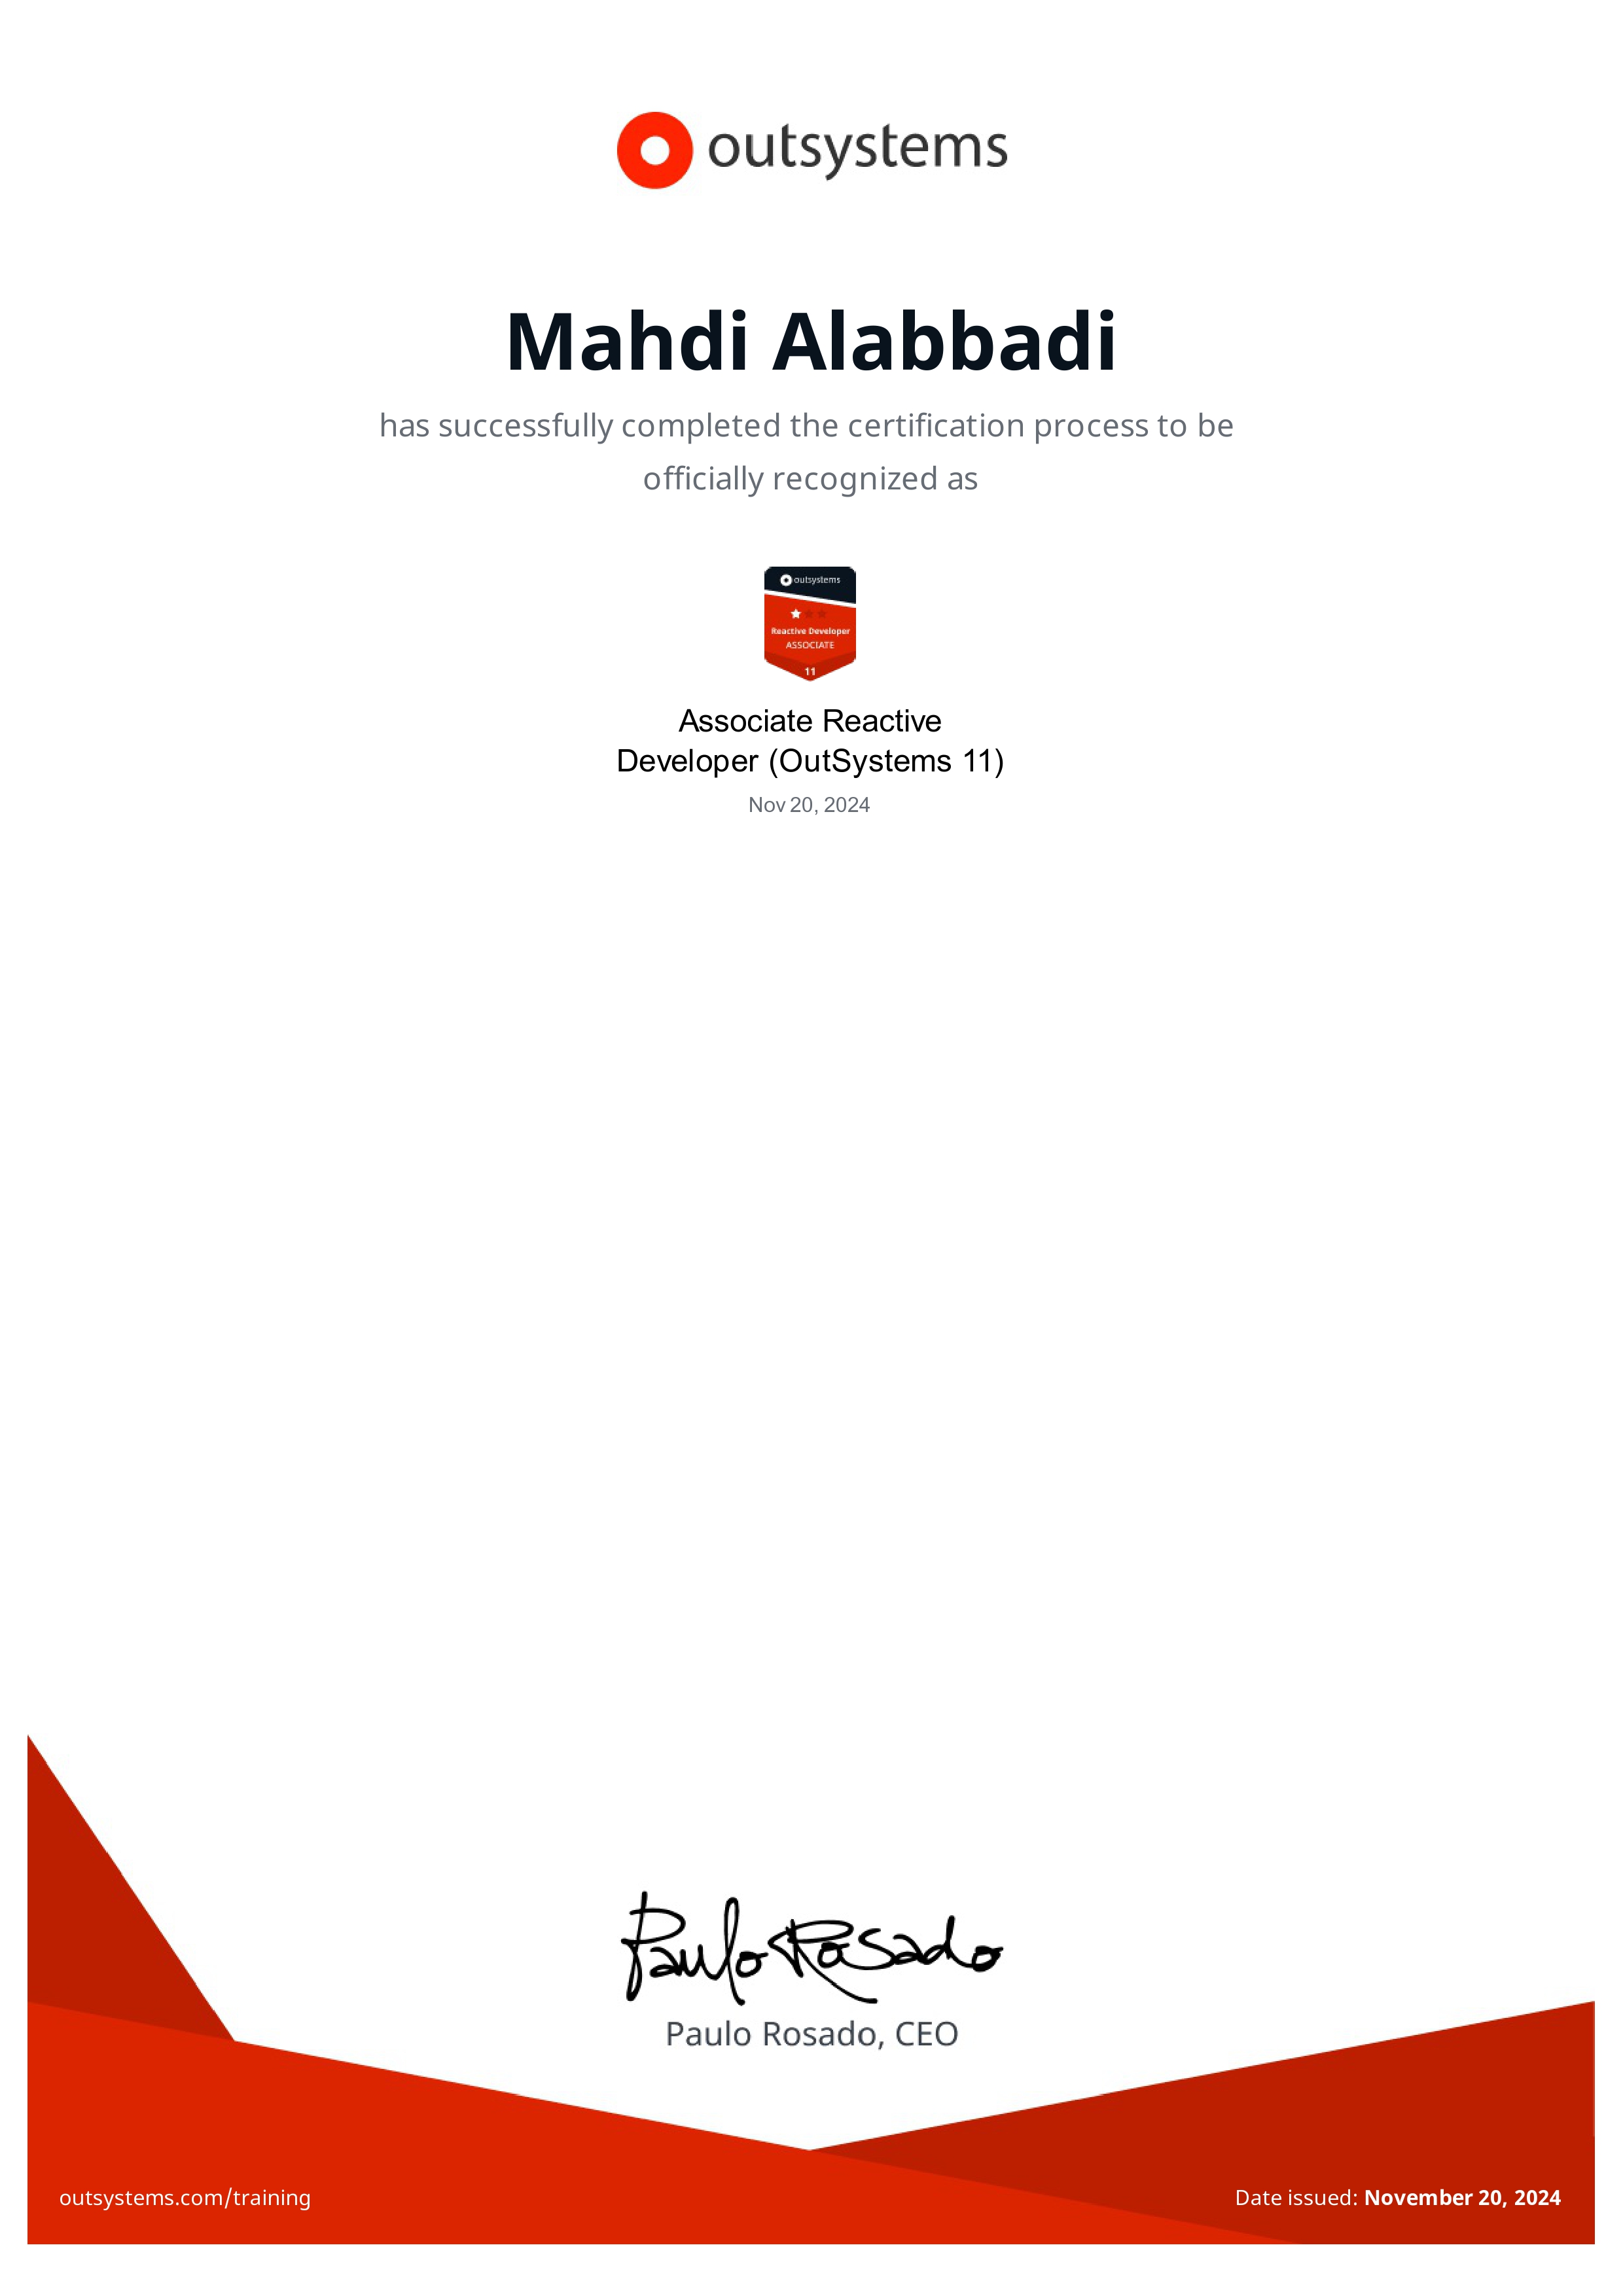 outsystems
Mahdi Alabbadi
has successfully completed the certification process to be
officially recognized as
outsystems
Reactive Developer
ASSOCIATE
11
Associate Reactive
Developer (OutSystems 11)
Nov 20, 2024
Paulo Rosado
Paulo Rosado, CEO
outsystems.com/training
Date issued: November 20, 2024